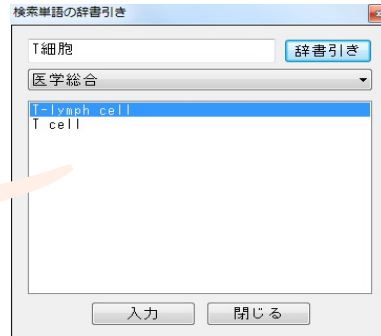 検索単語の辞書引き
T細胞
辞書引き
医学総合
T-lymph cell
T cell
入力
閉じる